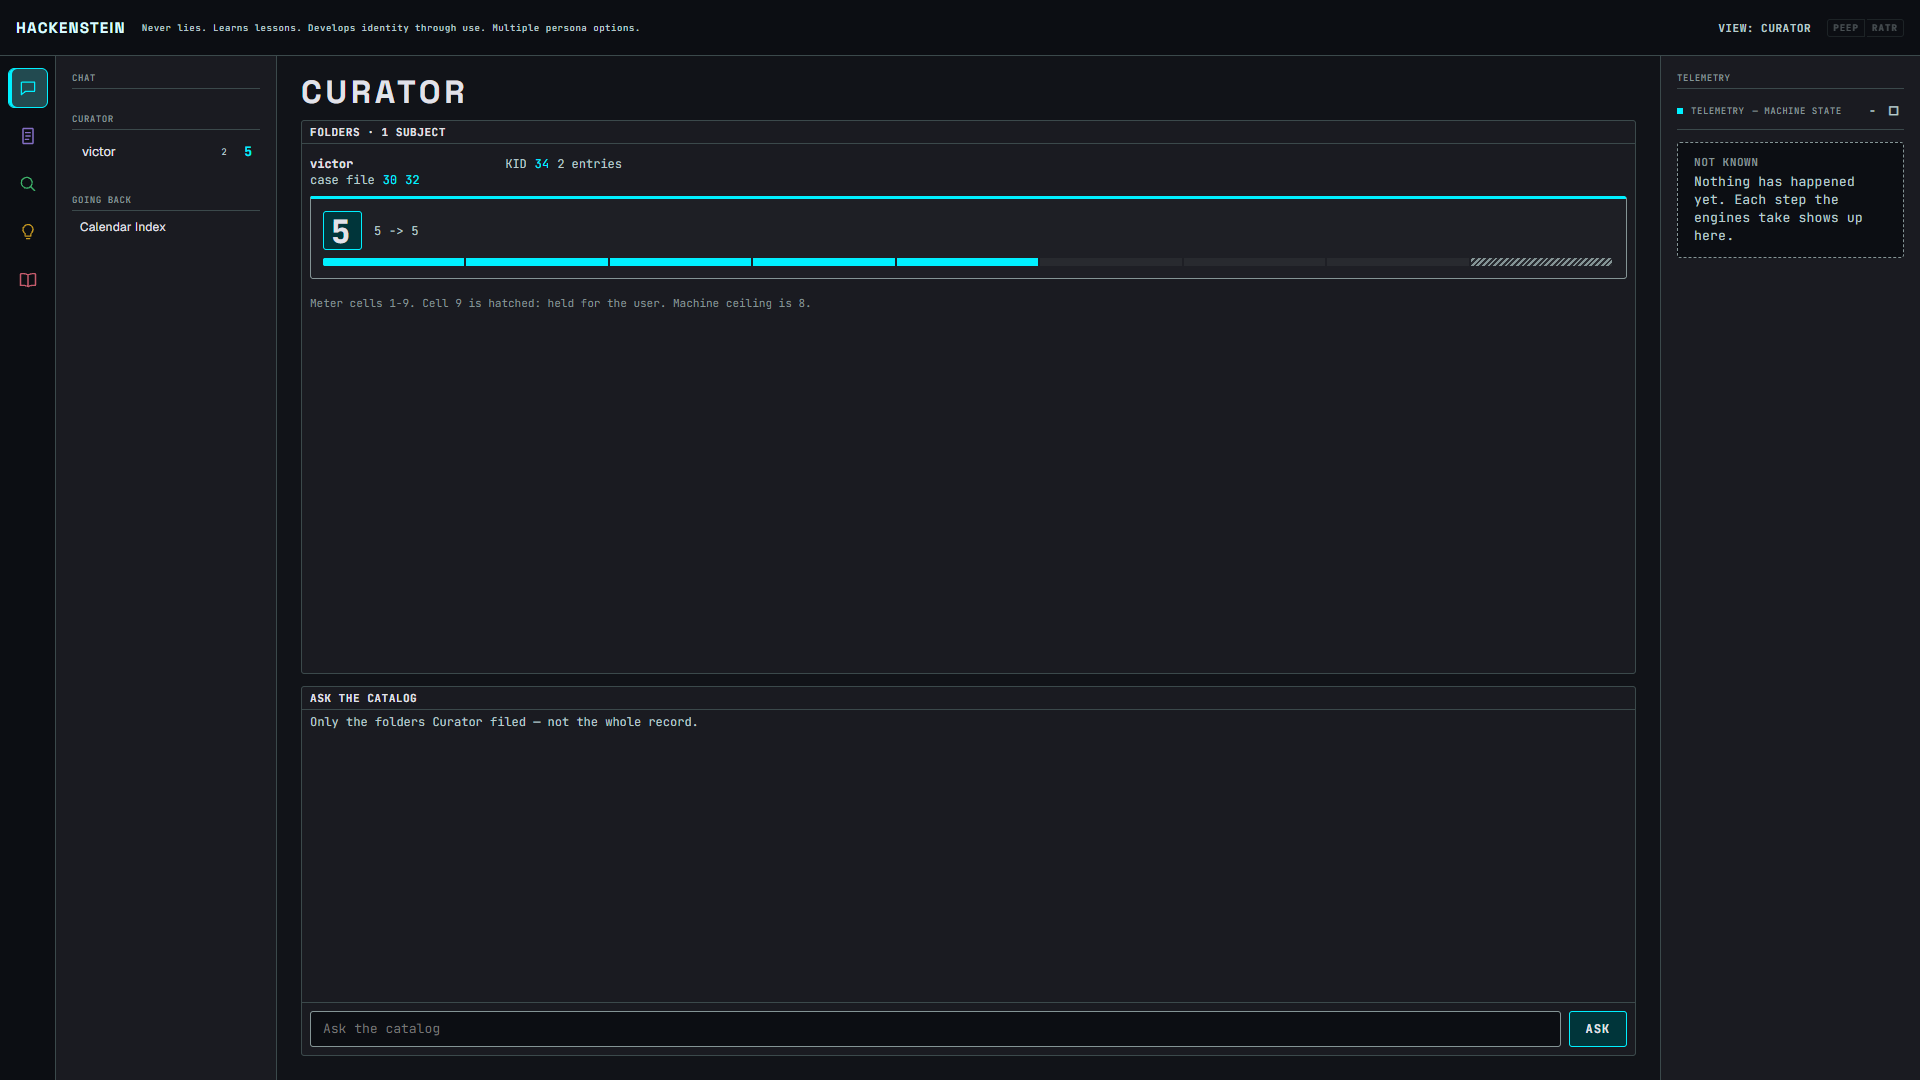 HACKENSTEIN Never lies. Learns lessons. Develops identity through use. Multiple persona options. VIEW: CURATOR PEEP RATR
CHAT
CURATOR
victor 2 5
GOING BACK
Calendar Index
CURATOR
FOLDERS · 1 SUBJECT
victor KID 34 2 entries
case file 30 32
5 5 -> 5
Meter cells 1-9. Cell 9 is hatched: held for the user. Machine ceiling is 8.
ASK THE CATALOG
Only the folders Curator filed — not the whole record.
Ask the catalog ASK
TELEMETRY
TELEMETRY — MACHINE STATE -
NOT KNOWN
Nothing has happened
yet. Each step the
engines take shows up
here.